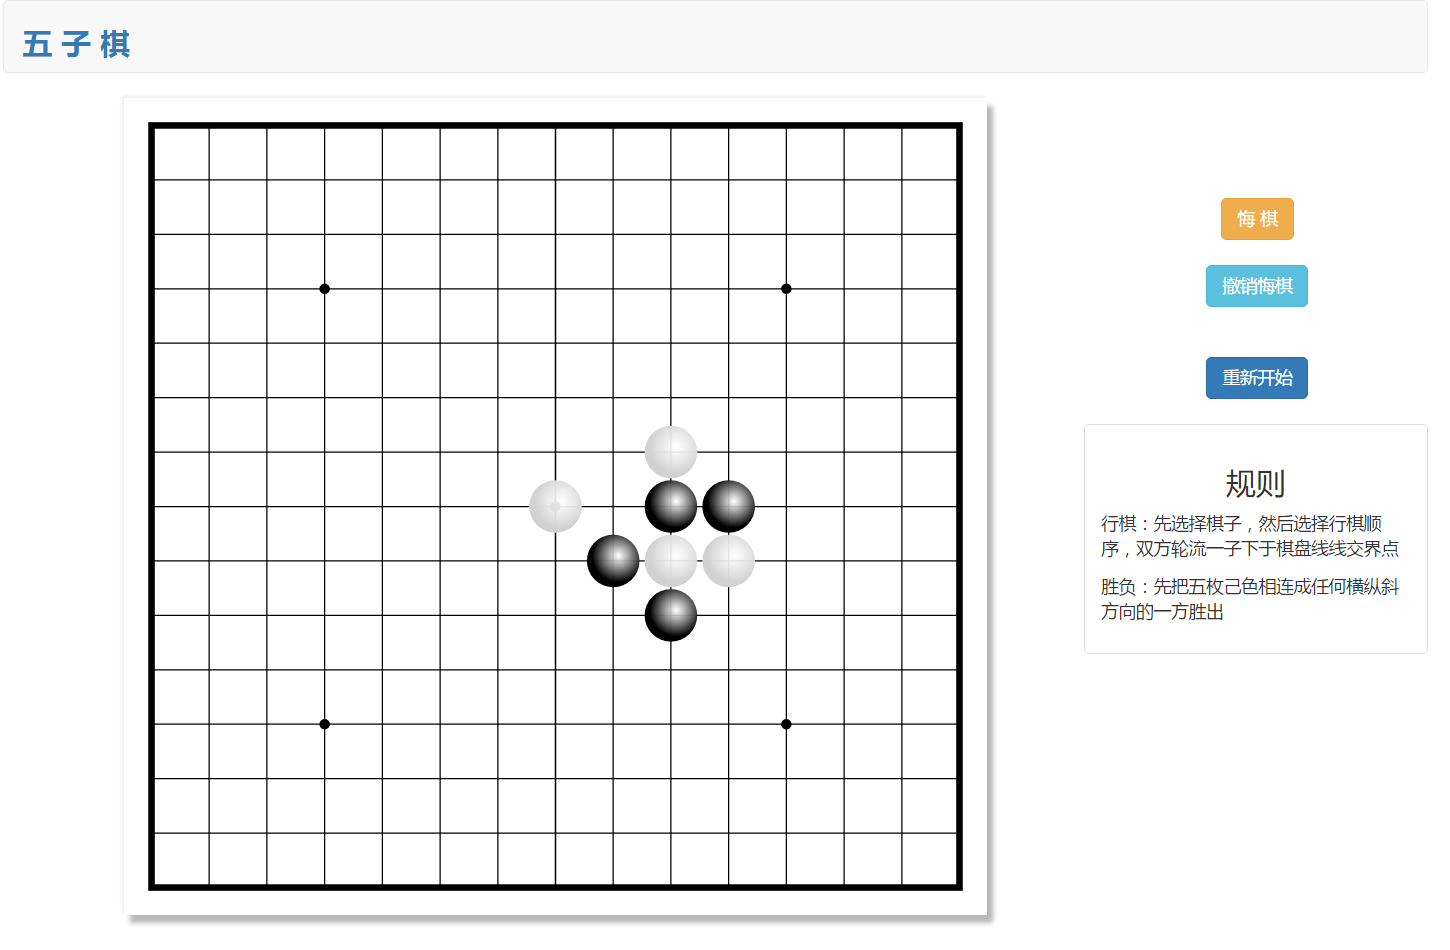 五 子 棋
悔 棋
撤销悔棋
重新开始
规则
行棋：先选择棋子，然后选择行棋顺
序，双方轮流一子下于棋盘线线交界点
胜负：先把五枚己色相连成任何横纵斜
方向的一方胜出